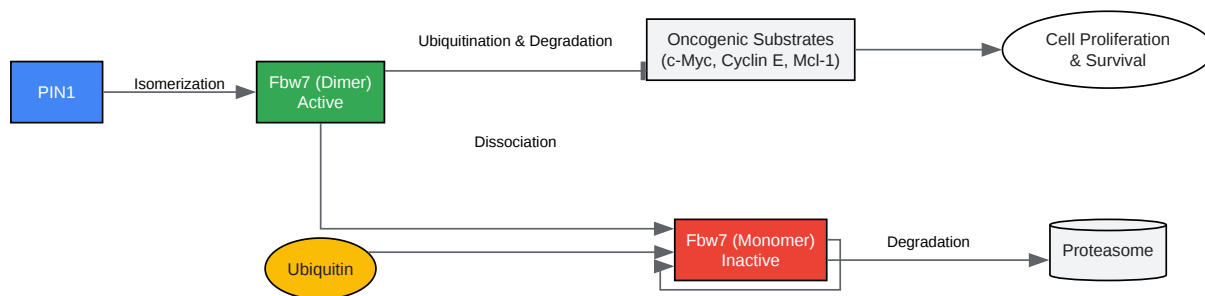 PIN1
Isomerization
Fbw7 (Dimer)
Active
Ubiquitination & Degradation
Oncogenic Substrates
(c-Myc, Cyclin E, Mcl-1)
Cell Proliferation
& Survival
Dissociation
Ubiquitin
Fbw7 (Monomer)
Inactive
Degradation
Proteasome